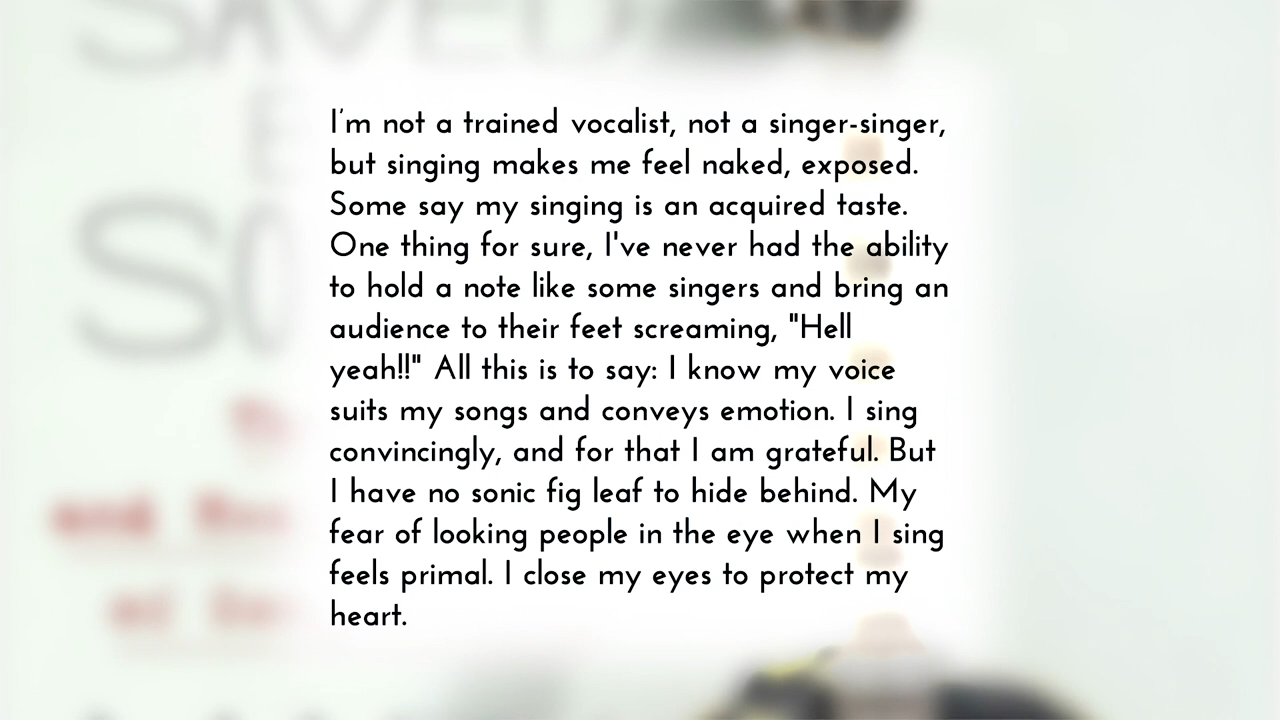 I'm not a trained vocalist, not a singer-singer,
but singing makes me feel naked, exposed.
Some say my singing is an acquired taste.
One thing for sure, I've never had the ability
to hold a note like some singers and bring an
audience to their feet screaming, "Hell
yeah!!" All this is to say: I know my voice
suits my songs and conveys emotion. I sing
convincingly, and for that I am grateful. But
I have no sonic fig leaf to hide behind. My
fear of looking people in the eye when I sing
feels primal. I close my eyes to protect my
heart.